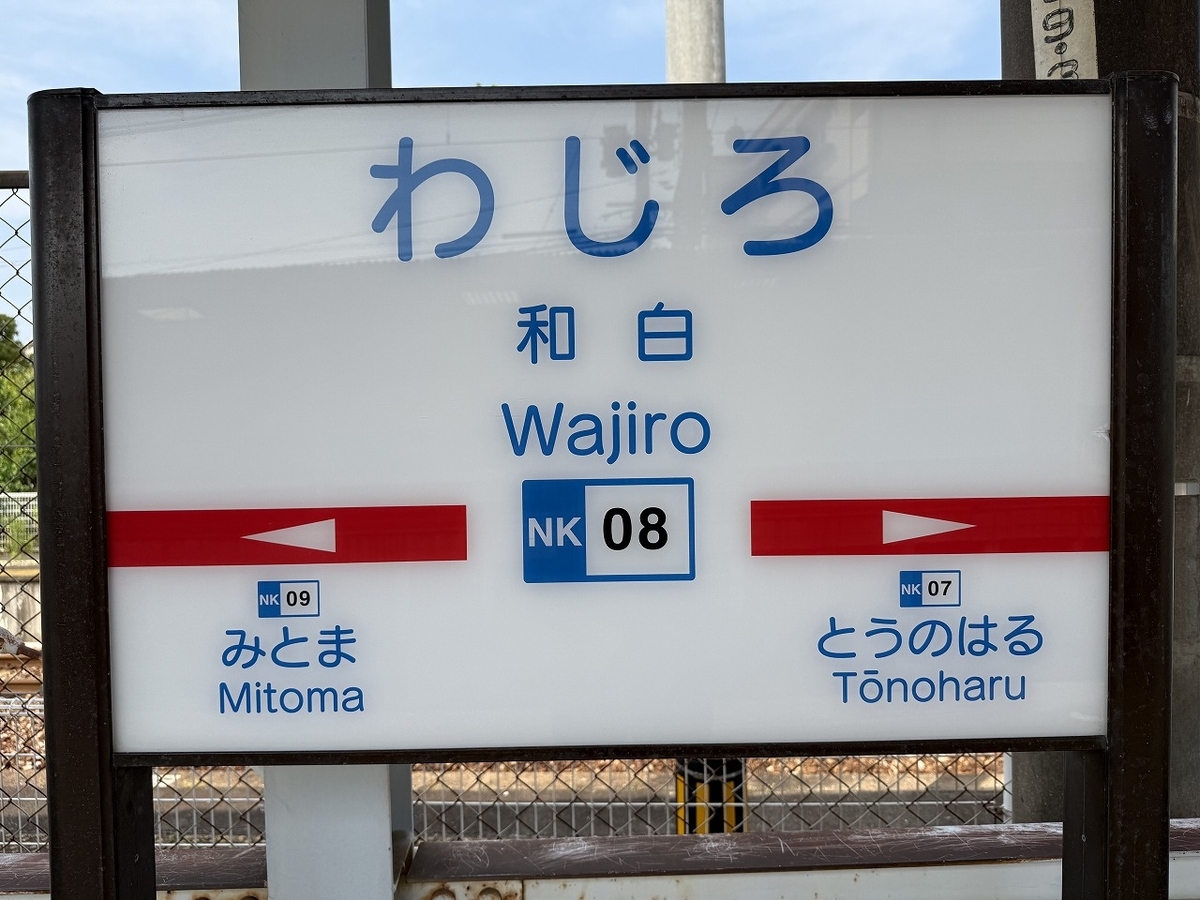 わじろ
和白
Wajiro
NK 08
NK 09
みとま
Mitoma
NK 07
とうのはる
Tōnoharu